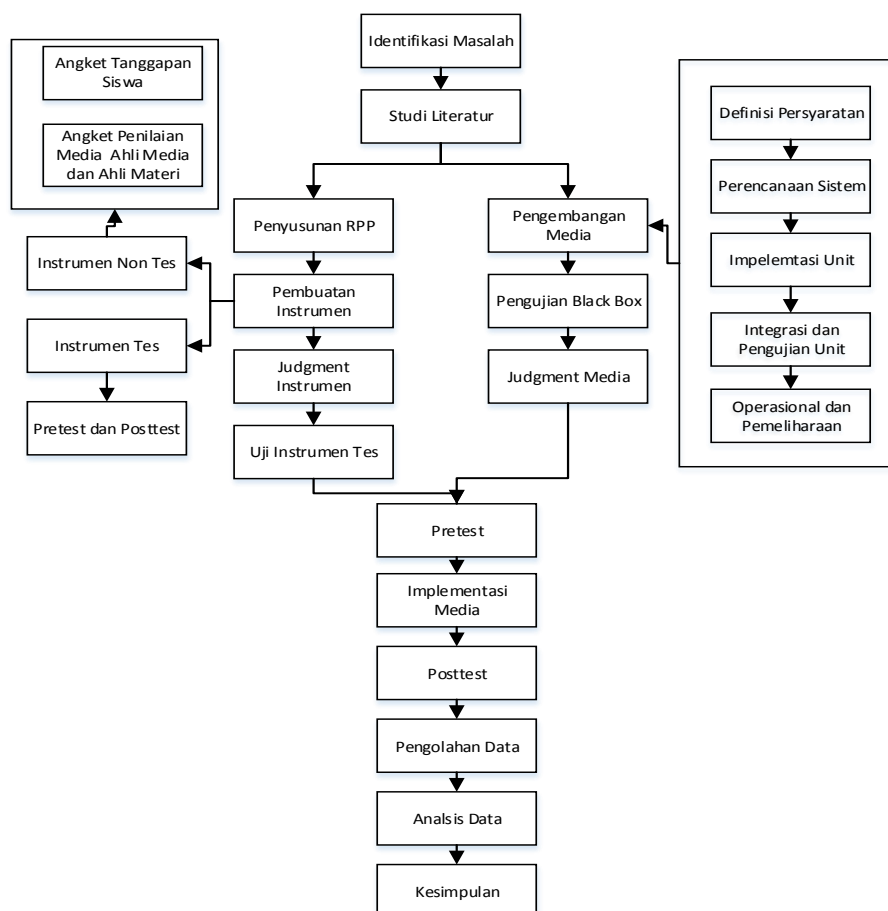 Identifikasi Masalah
Studi Literatur
Angket Tanggapan
Siswa
Angket Penilaian
Media Ahli Media
dan Ahli Materi
Instrumen Non Tes
Instrumen Tes
Pretest dan Posttest
Penyusunan RPP
Pembuatan
Instrumen
Judgment
Instrumen
Uji Instrumen Tes
Pengembangan
Media
Pengujian Black Box
Judgment Media
Definisi Persyaratan
Perencanaan Sistem
Impelemtasi Unit
Integrasi dan
Pengujian Unit
Operasional dan
Pemeliharaan
Pretest
Implementasi
Media
Posttest
Pengolahan Data
Analsis Data
Kesimpulan